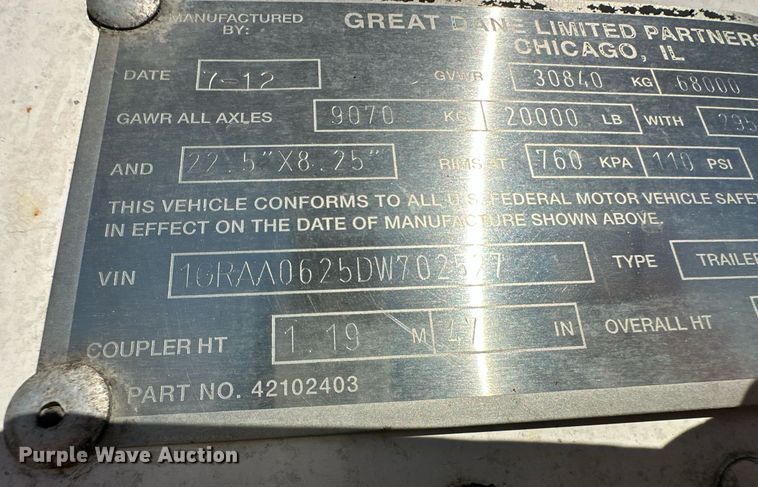 MANUFACTURED BY: GREAT DANE LIMITED PARTNERS
CHICAGO, IL
DATE 7-12 GVWR 30840 KG 68000
GAWR ALL AXLES 9070 KG 20000 LB WITH 295
AND 22.5"X8.25" RIMS AT 760 KPA 110 PSI
THIS VEHICLE CONFORMS TO ALL U.S. FEDERAL MOTOR VEHICLE SAFET
IN EFFECT ON THE DATE OF MANUFACTURE SHOWN ABOVE.
VIN 1GRAA0625DW702527 TYPE TRAILER
COUPLER HT 1.19 M 47 IN OVERALL HT
PART NO. 42102403
Purple Wave Auction